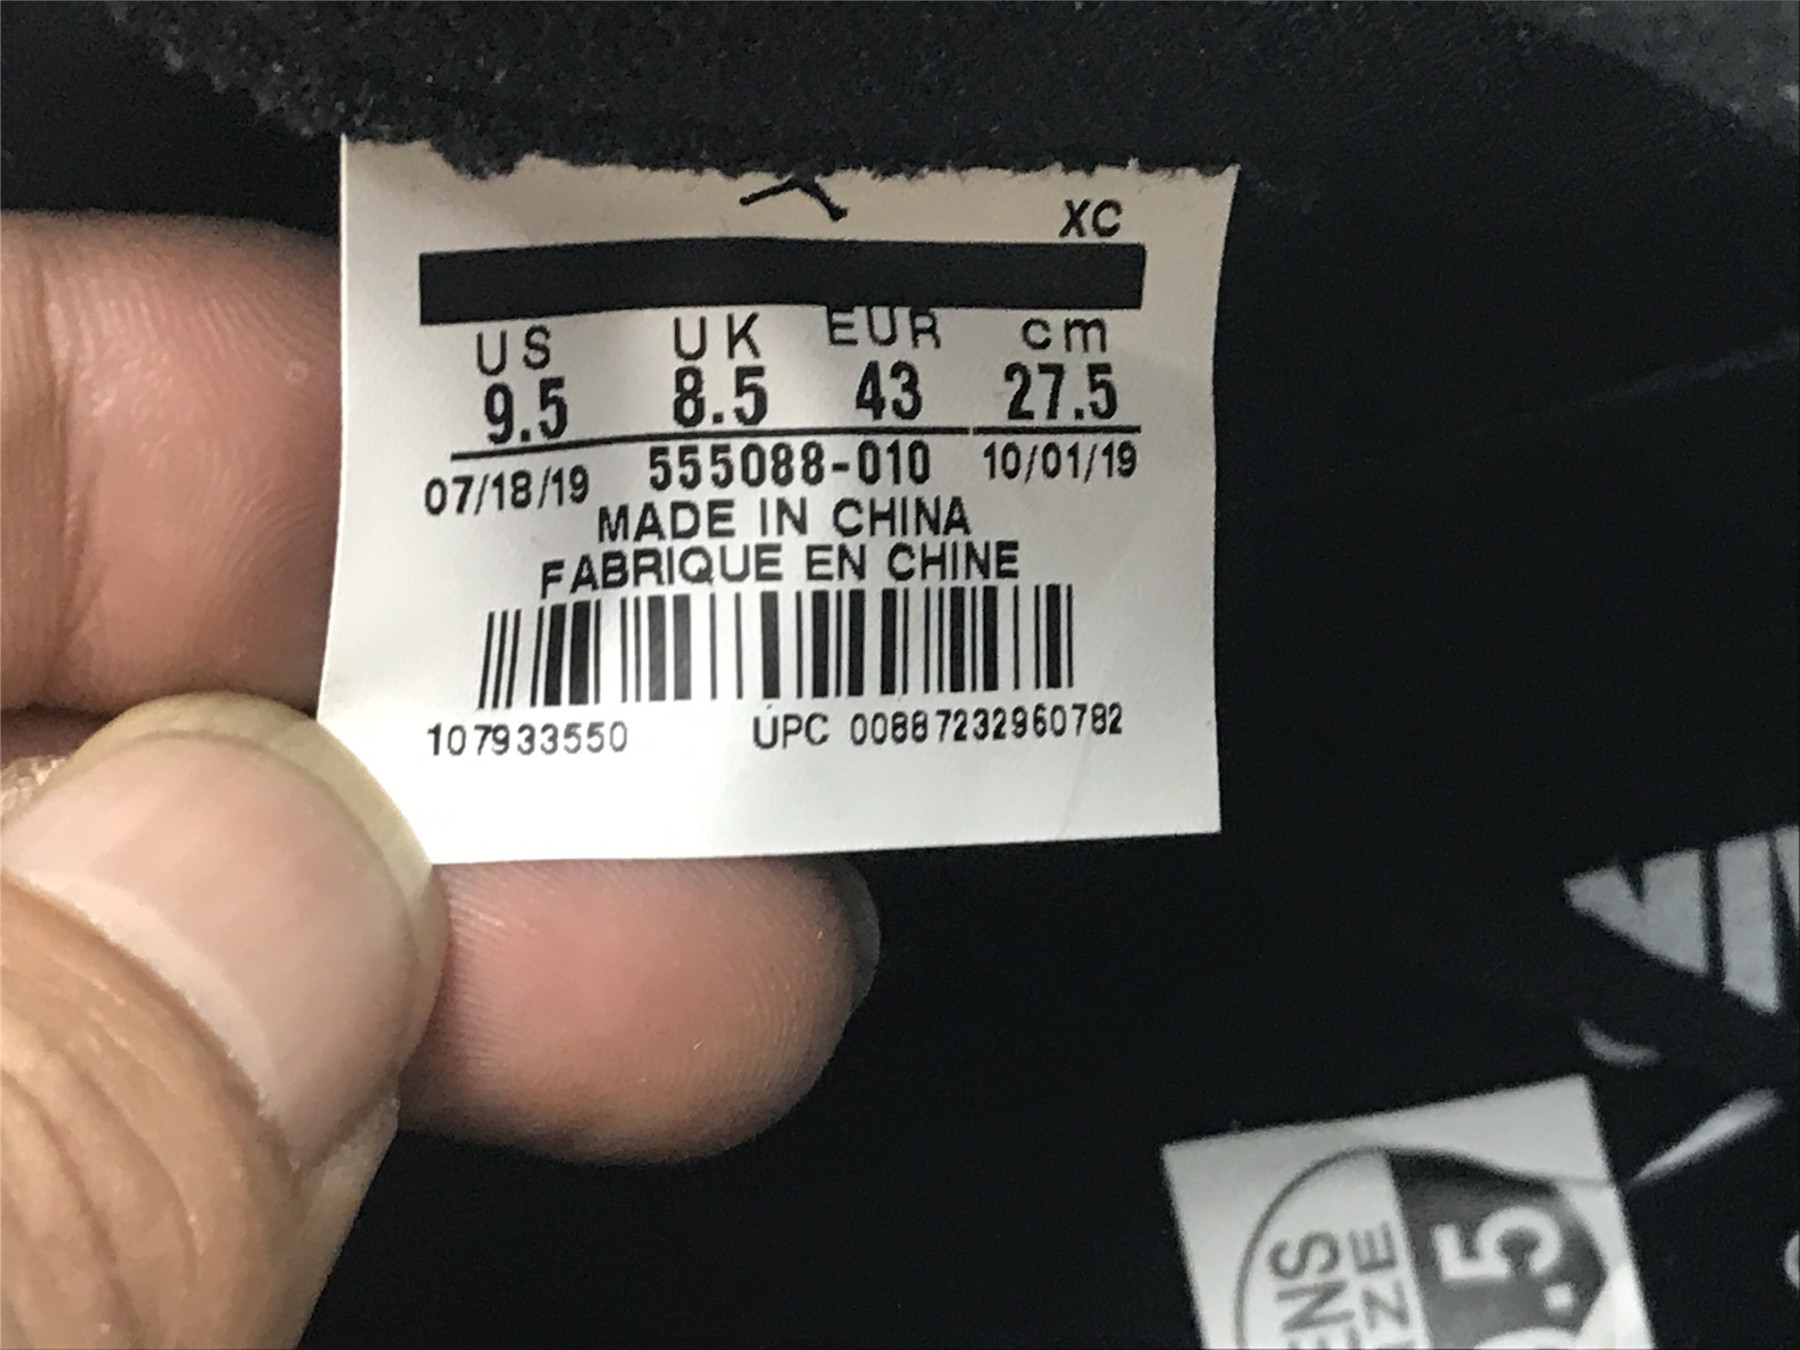 XC
US UK EUR cm
9.5 8.5 43 27.5
07/18/19 555088-010 10/01/19
MADE IN CHINA
FABRIQUE EN CHINE
107933550 UPC 00887232960782
.5